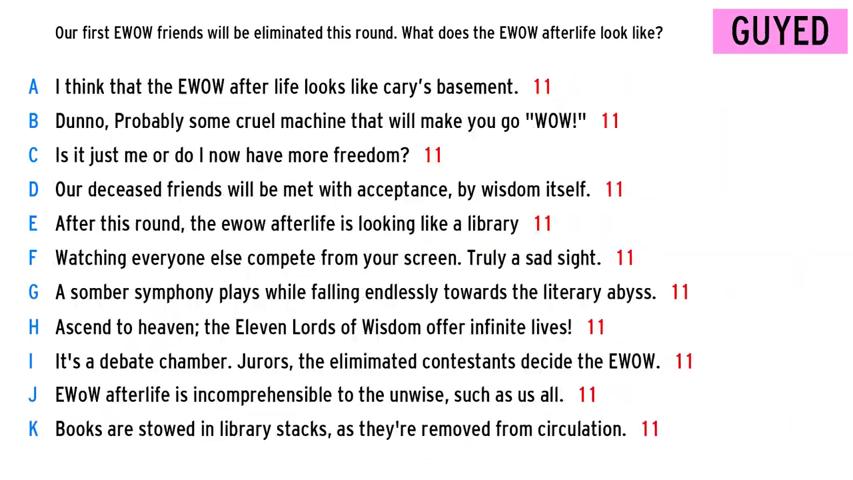 Our first EWOW friends will be eliminated this round. What does the EWOW afterlife look like?
GUYED
A I think that the EWOW after life looks like cary's basement. 11
B Dunno, Probably some cruel machine that will make you go "WOW!" 11
C Is it just me or do I now have more freedom? 11
D Our deceased friends will be met with acceptance, by wisdom itself. 11
E After this round, the ewow afterlife is looking like a library 11
F Watching everyone else compete from your screen. Truly a sad sight. 11
G A somber symphony plays while falling endlessly towards the literary abyss. 11
H Ascend to heaven; the Eleven Lords of Wisdom offer infinite lives! 11
I It's a debate chamber. Jurors, the elimimated contestants decide the EWOW. 11
J EWoW afterlife is incomprehensible to the unwise, such as us all. 11
K Books are stowed in library stacks, as they're removed from circulation. 11